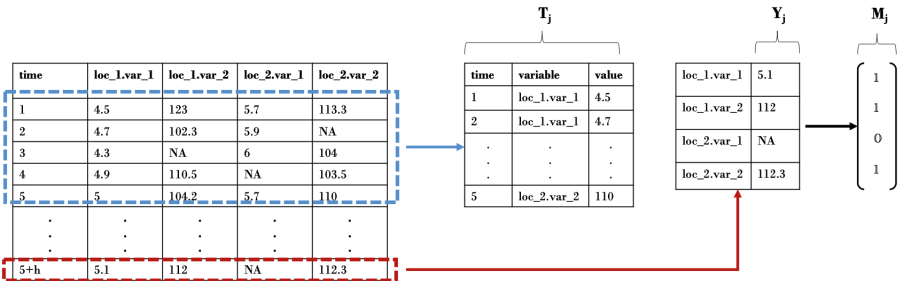 T_j
Y_j
M_j
time loc_1.var_1 loc_1.var_2 loc_2.var_1 loc_2.var_2
1 4.5 123 5.7 113.3
2 4.7 102.3 5.9 NA
3 4.3 NA 6 104
4 4.9 110.5 NA 103.5
5 5 104.2 5.7 110
. . . . .
. . . . .
. . . . .
5+h 5.1 112 NA 112.3
time variable value
1 loc_1.var_1 4.5
2 loc_1.var_1 4.7
. . .
. . .
. . .
5 loc_2.var_2 110
loc_1.var_1 5.1
loc_1.var_2 112
loc_2.var_1 NA
loc_2.var_2 112.3
1
1
0
1